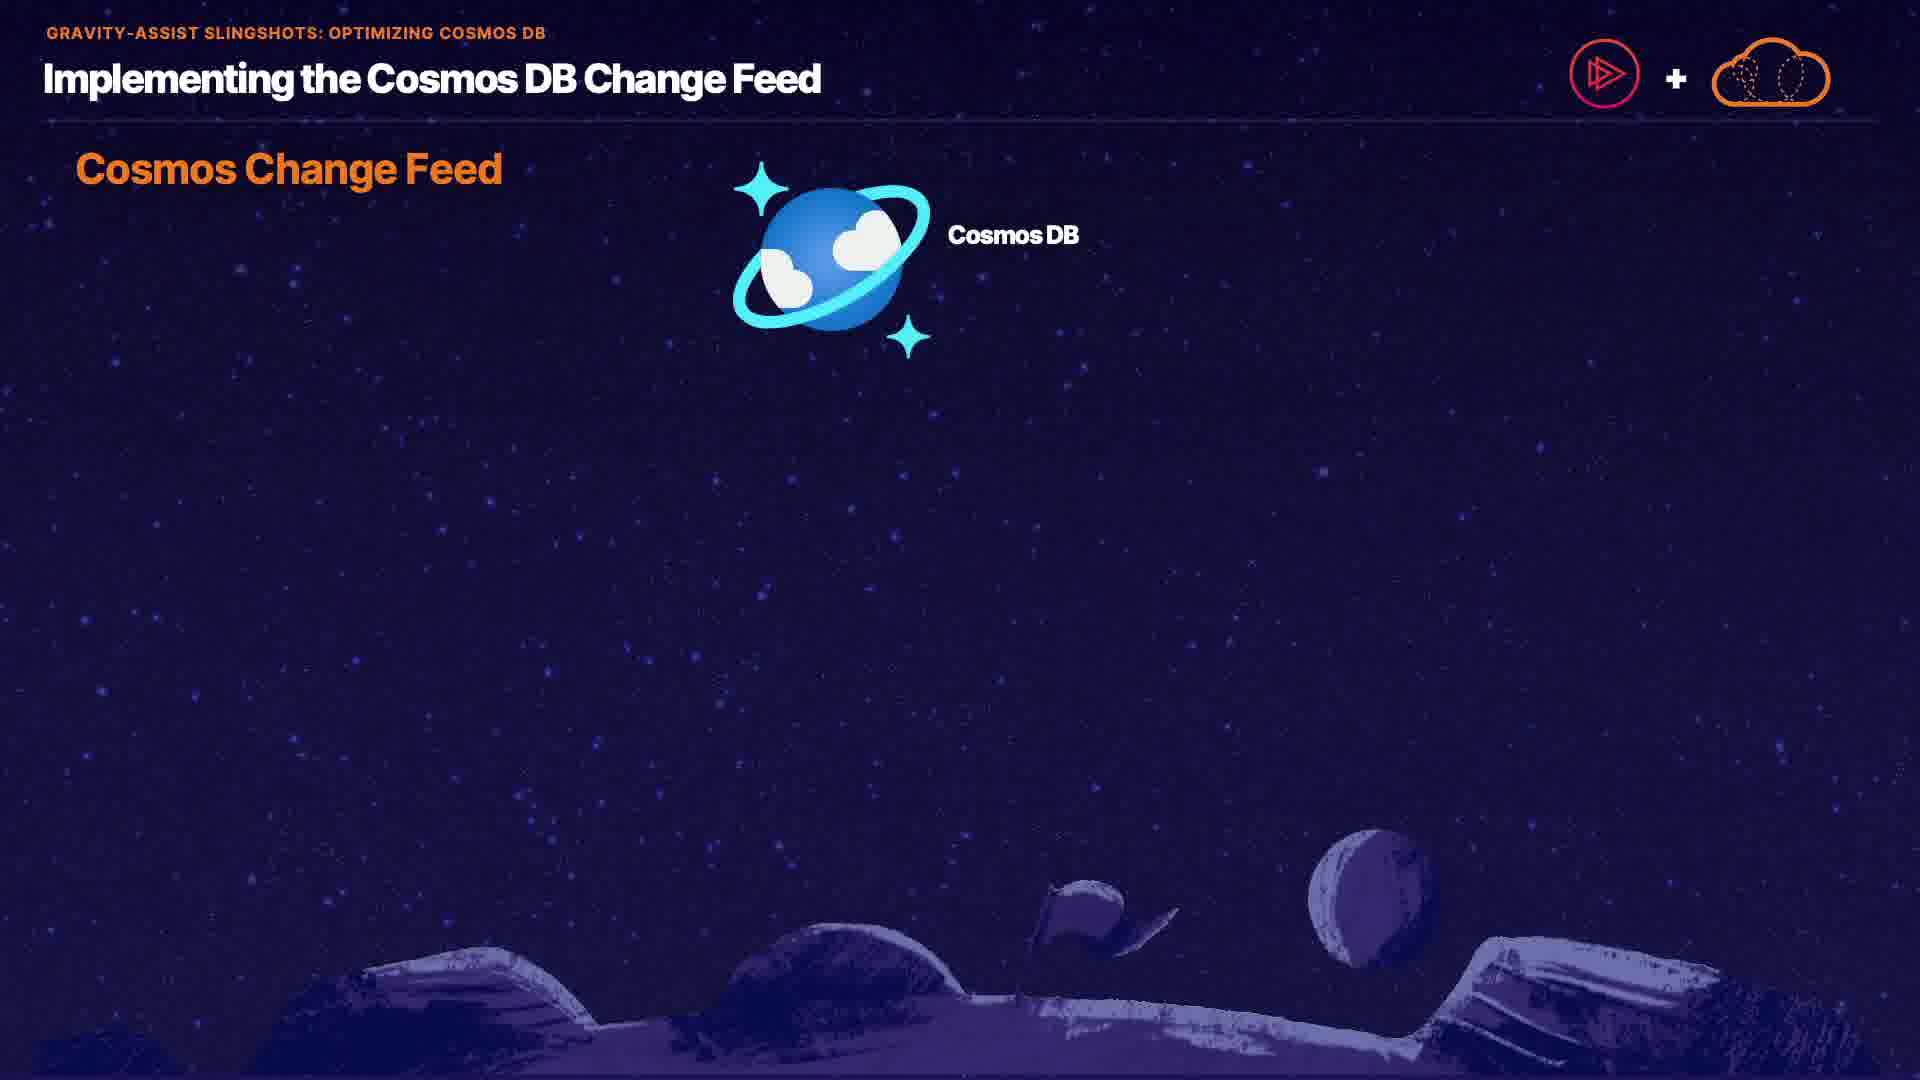 GRAVITY-ASSIST SLINGSHOTS: OPTIMIZING COSMOS DB
Implementing the Cosmos DB Change Feed
+
Cosmos Change Feed
Cosmos DB